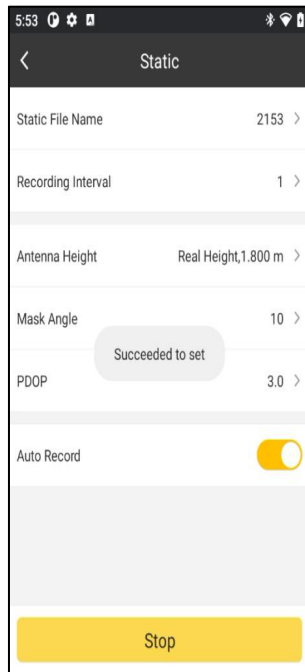 5:53
Static
Static File Name 2153
Recording Interval 1
Antenna Height Real Height,1.800 m
Mask Angle 10
Succeeded to set
PDOP 3.0
Auto Record
Stop